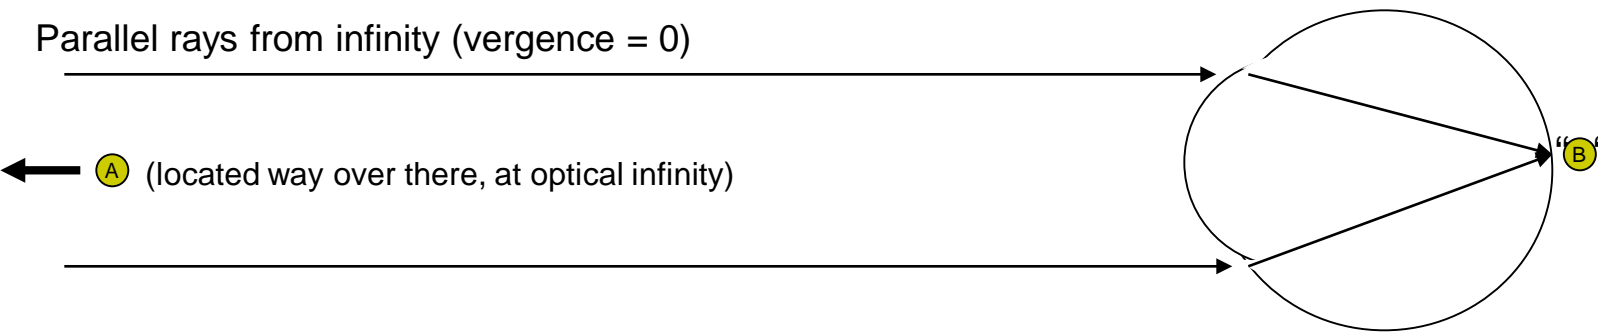 Parallel rays from infinity (vergence = 0)
A (located way over there, at optical infinity)
“B“